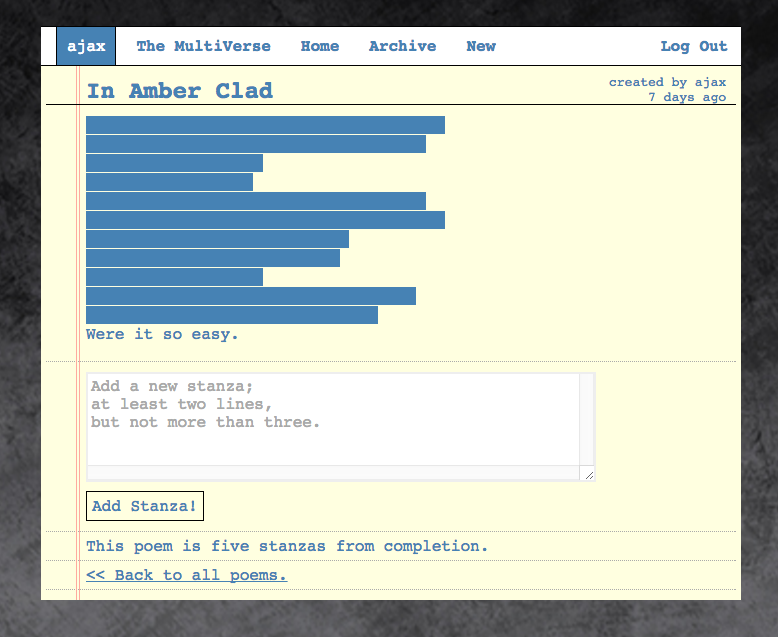 ajax The MultiVerse Home Archive New Log Out
In Amber Clad
created by ajax
7 days ago
Were it so easy.
Add a new stanza;
at least two lines,
but not more than three.
Add Stanza!
This poem is five stanzas from completion.
<< Back to all poems.